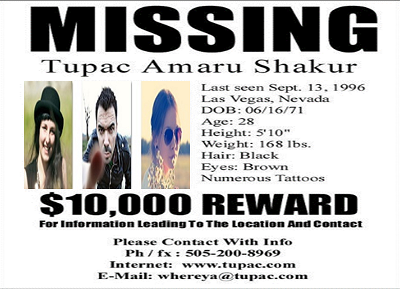 MISSING
Tupac Amaru Shakur
Last seen Sept. 13, 1996
Las Vegas, Nevada
DOB: 06/16/71
Age: 28
Height: 5'10"
Weight: 168 lbs.
Hair: Black
Eyes: Brown
Numerous Tattoos
$10,000 REWARD
For Information Leading To The Location And Contact
Please Contact With Info
Ph / fx : 505-200-8969
Internet: www.tupac.com
E-Mail: whereya@tupac.com